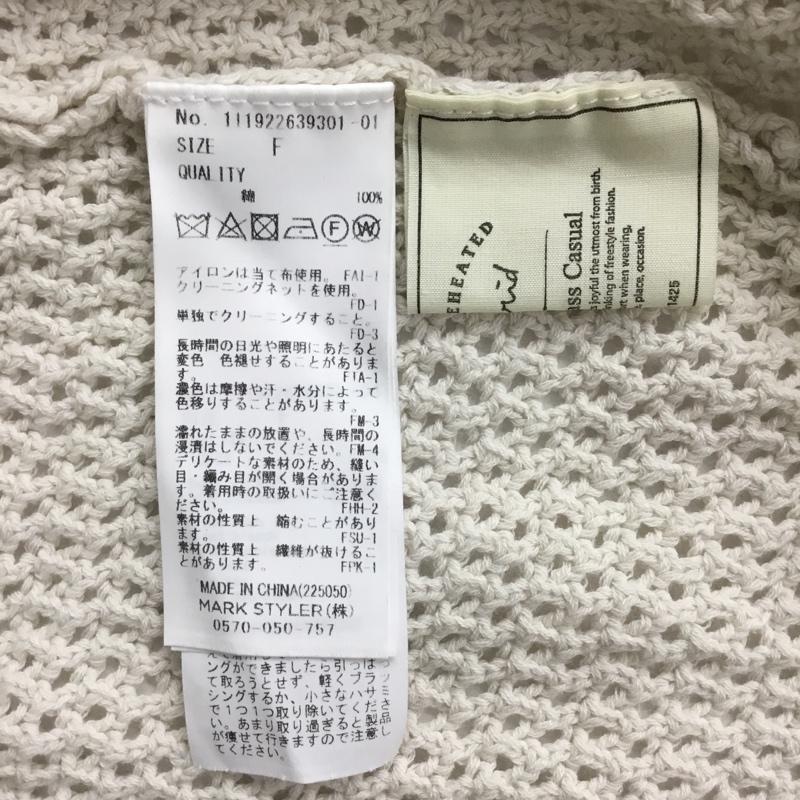 No. 111922639301-01
SIZE F
QUALITY
綿 100%
F W
アイロンは当て布使用。 FAI-1
クリーニングネットを使用。
FD-1
単独でクリーニングすること。
FD-3
長時間の日光や照明にあたると
変色 色褪せすることがありま
す。 FTA-1
濃色は摩擦や汗・水分によって
色移りすることがあります。
FM-3
濡れたままの放置や、長時間の
浸漬はしないでください。 FM-4
デリケートな素材のため、縫い
目・編み目が開く場合がありま
す。着用時の取扱いにご注意く
ださい。 FHH-2
素材の性質上 縮むことがあり
ます。 FSU-1
素材の性質上 繊維が抜けるこ
とがあります。 FPK-1
MADE IN CHINA(225050)
MARK STYLER(株)
0570-050-757
ングができましたら引っぱっ
て取ろうとせず、軽くブラッ
シングするか、小さなハサミ
で1つ1つ取り除いてくださ
い。あまり取り過ぎると製品
が痩せて行きますので注意し
てください。
EHEATED
ass Casual
a joyful the utmost from birth.
nking of freestyle fashion.
rt when wearing,
place, occasion.
1425